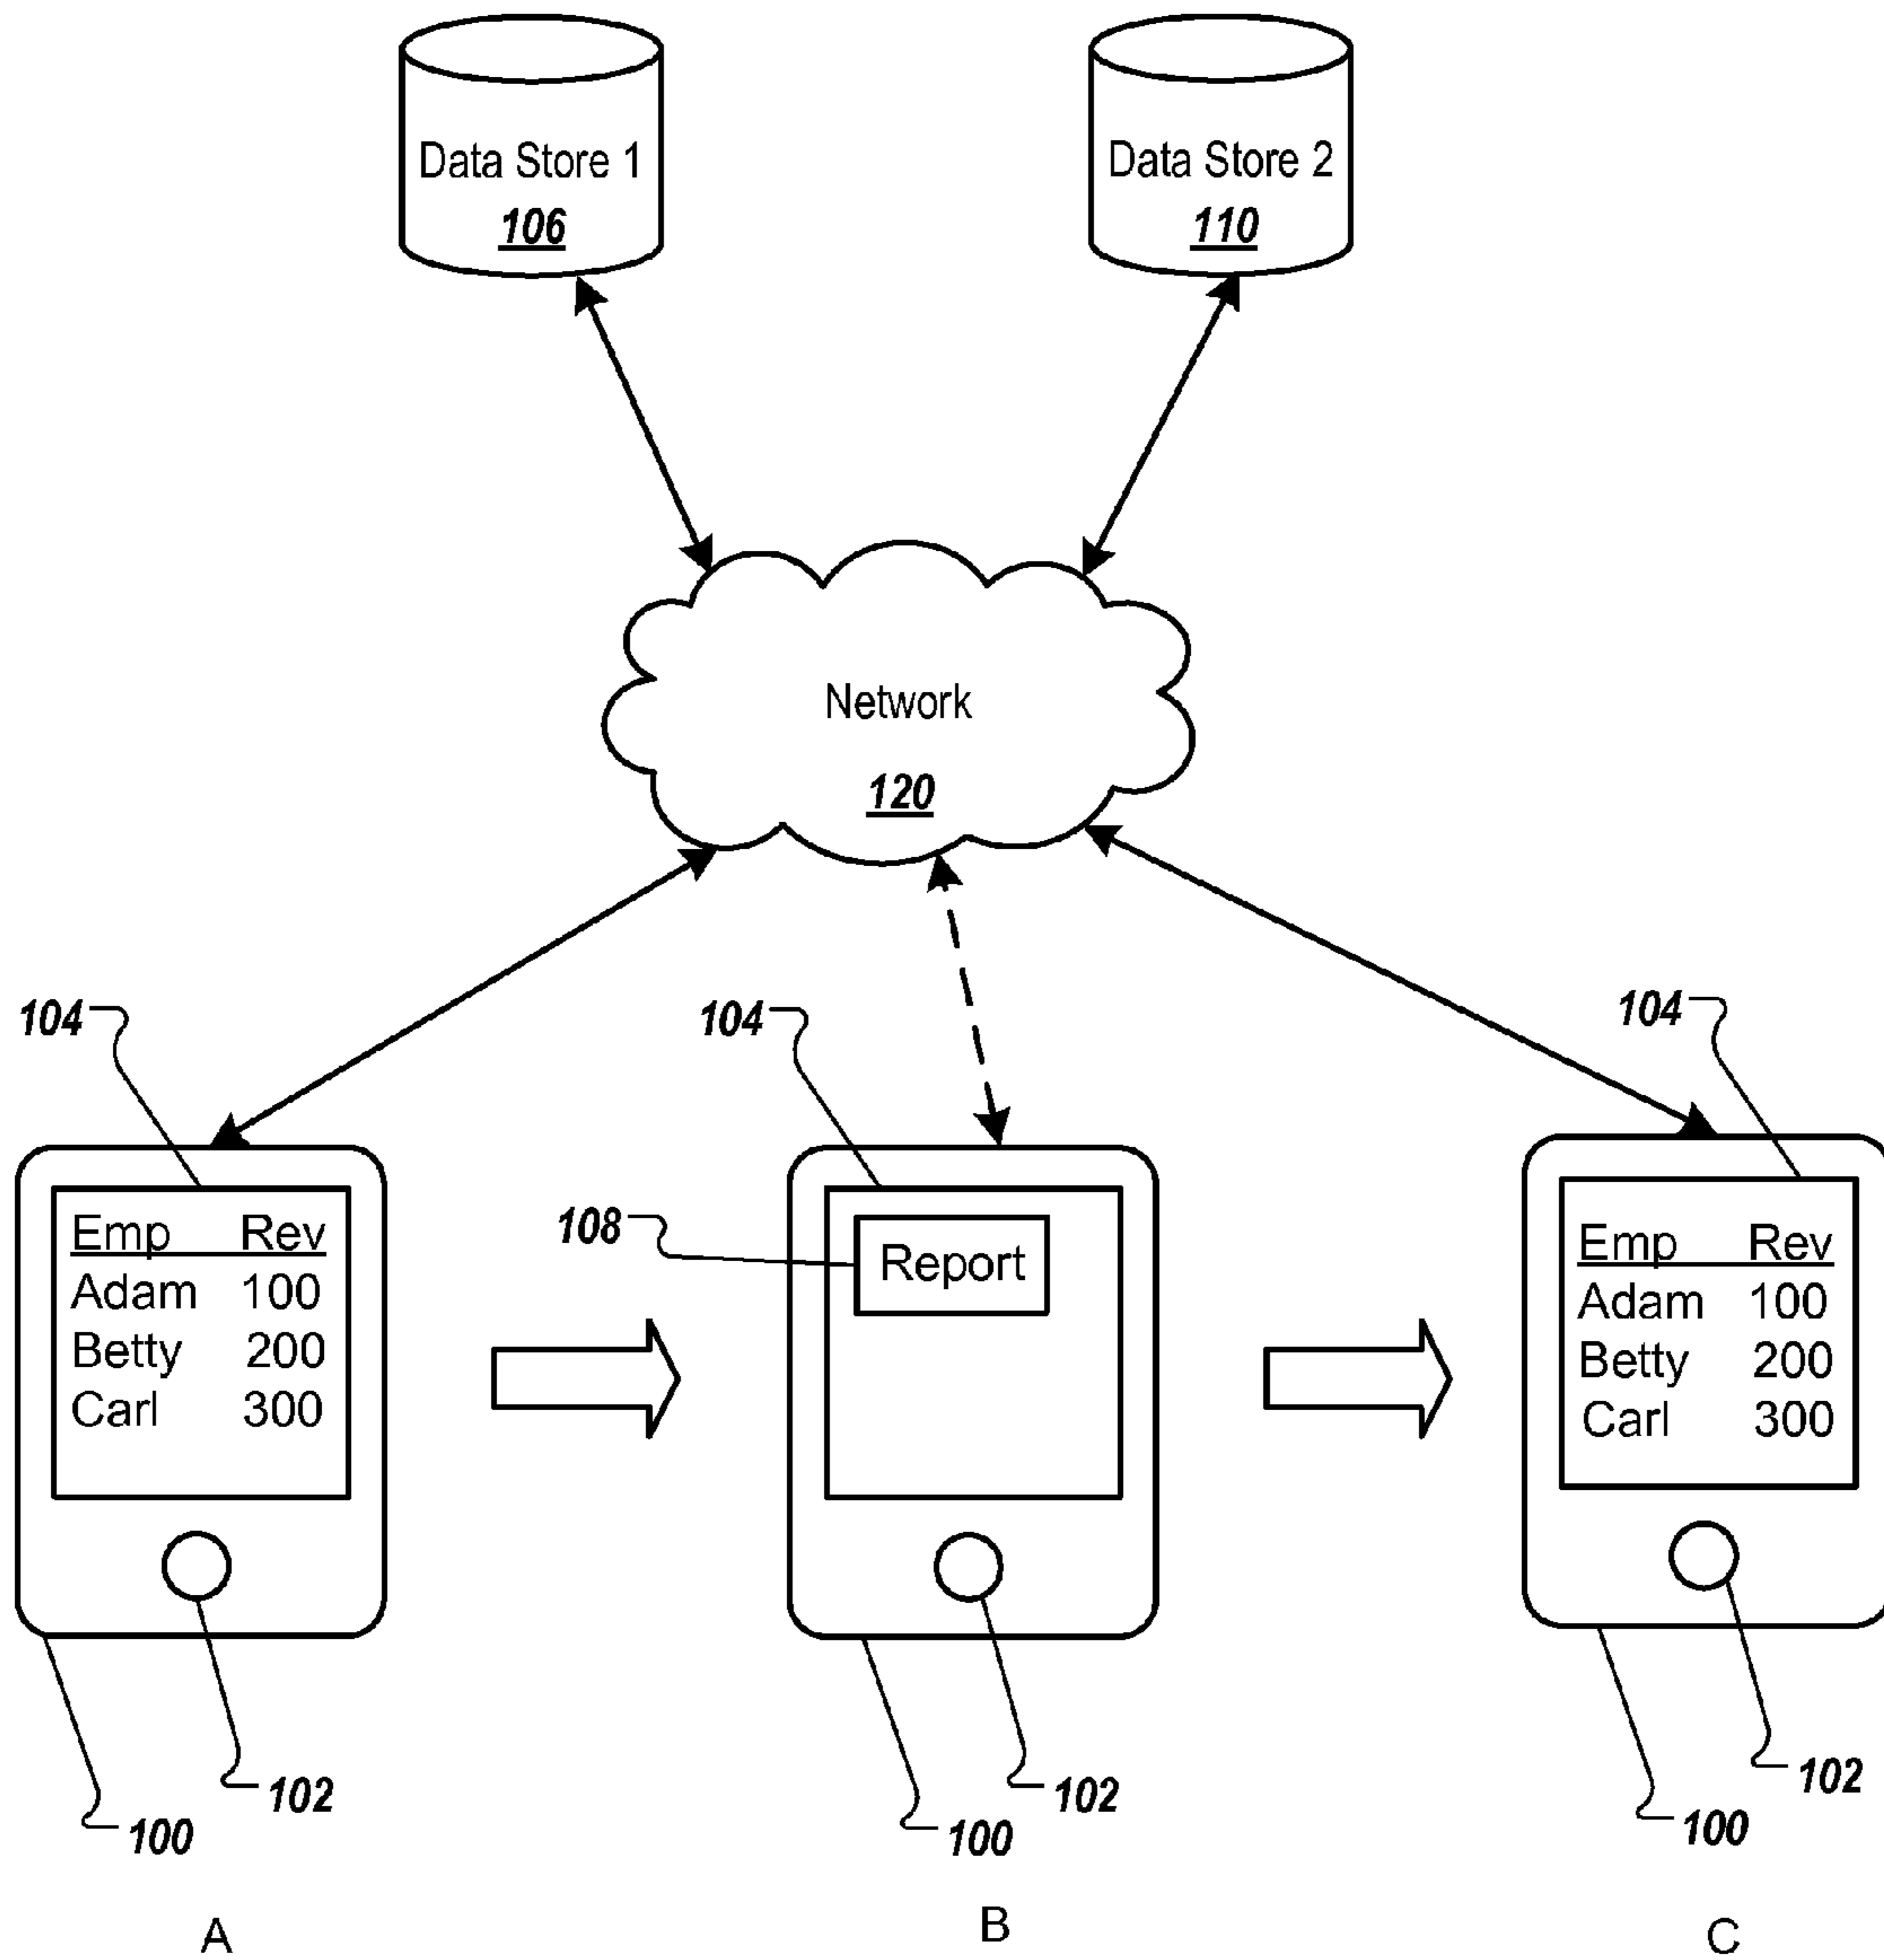 Data Store 1
106
Data Store 2
110
Network
120
104
104
104
Emp Rev
Adam 100
Betty 200
Carl 300
108
Report
Emp Rev
Adam 100
Betty 200
Carl 300
102
100
102
100
102
100
A
B
C